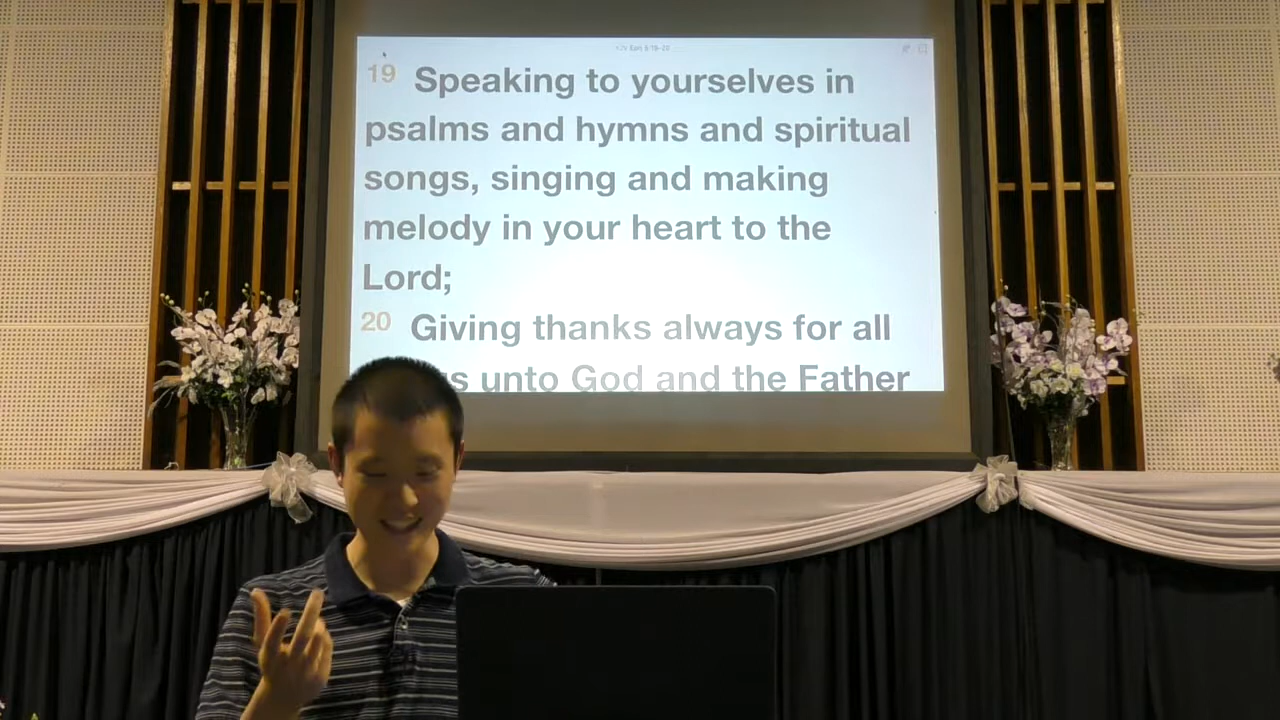 19 Speaking to yourselves in
psalms and hymns and spiritual
songs, singing and making
melody in your heart to the
Lord;
20 Giving thanks always for all
unto God and the Father